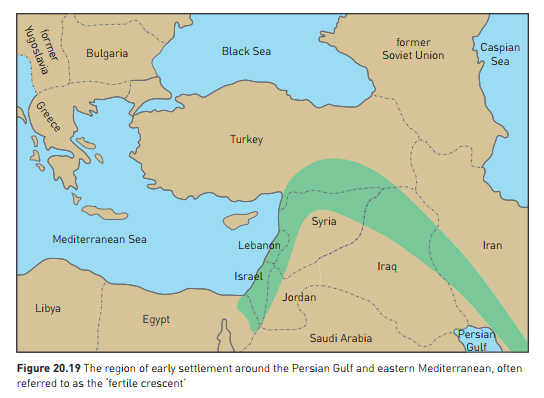 former
Yugoslavia
Bulgaria
Black Sea
former
Soviet Union
Caspian
Sea
Greece
Turkey
Mediterranean Sea
Lebanon
Syria
Israel
Iraq
Iran
Jordan
Libya
Egypt
Saudi Arabia
Persian
Gulf
Figure 20.19 The region of early settlement around the Persian Gulf and eastern Mediterranean, often
referred to as the ‘fertile crescent’